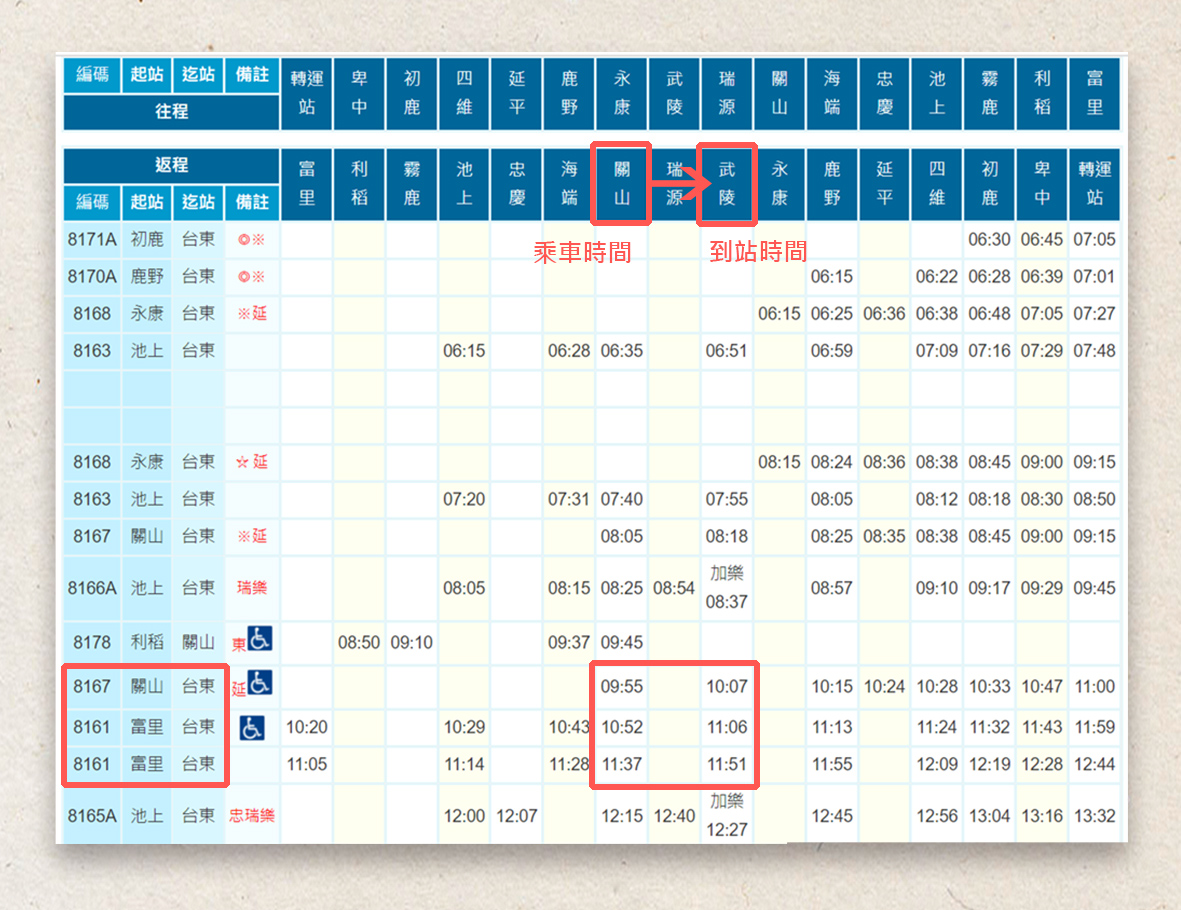 編碼 起站 迄站 備註 轉運站 卑中 初鹿 四維 延平 鹿野 永康 武陵 瑞源 關山 海端 忠慶 池上 霧鹿 利稻 富里
往程
返程
編碼 起站 迄站 備註 富里 利稻 霧鹿 池上 忠慶 海端 關山 瑞源 武陵 永康 鹿野 延平 四維 初鹿 卑中 轉運站
乘車時間 到站時間
8171A 初鹿 台東 ◎※ 06:30 06:45 07:05
8170A 鹿野 台東 ◎※ 06:15 06:22 06:28 06:39 07:01
8168 永康 台東 ※延 06:15 06:25 06:36 06:38 06:48 07:05 07:27
8163 池上 台東 06:15 06:28 06:35 06:51 06:59 07:09 07:16 07:29 07:48
8168 永康 台東 ☆延 08:15 08:24 08:36 08:38 08:45 09:00 09:15
8163 池上 台東 07:20 07:31 07:40 07:55 08:05 08:12 08:18 08:30 08:50
8167 關山 台東 ※延 08:05 08:18 08:25 08:35 08:38 08:45 09:00 09:15
8166A 池上 台東 瑞樂 08:05 08:15 08:25 08:54 加樂 08:37 08:57 09:10 09:17 09:29 09:45
8178 利稻 關山 東 08:50 09:10 09:37 09:45
8167 關山 台東 延 09:55 10:07 10:15 10:24 10:28 10:33 10:47 11:00
8161 富里 台東 10:20 10:29 10:43 10:52 11:06 11:13 11:24 11:32 11:43 11:59
8161 富里 台東 11:05 11:14 11:28 11:37 11:51 11:55 12:09 12:19 12:28 12:44
8165A 池上 台東 忠瑞樂 12:00 12:07 12:15 12:40 加樂 12:27 12:45 12:56 13:04 13:16 13:32